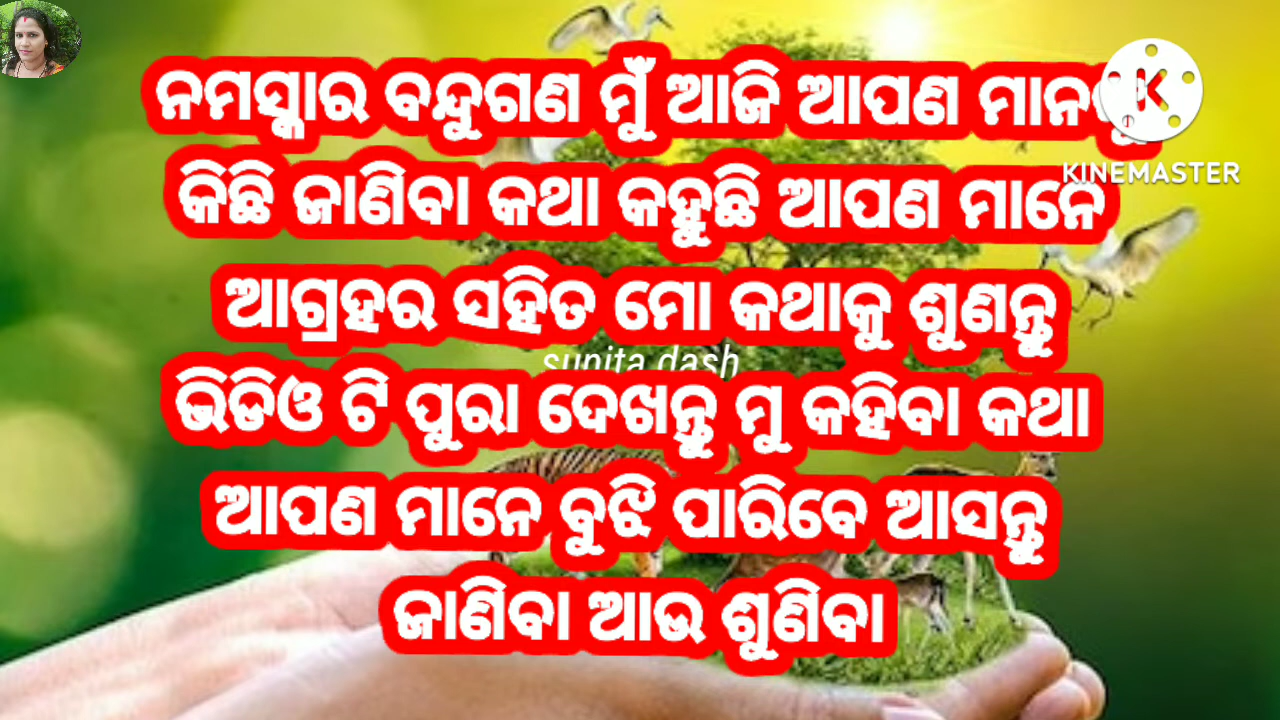 ନମସ୍କାର ବନ୍ଦୁଗଣ ମୁଁ ଆଜି ଆପଣ
KINEMASTER
କିଛି ଜାଣିବା କଥା କହୁଛି ଆପଣ ମାନେ
ଆଗ୍ରହର ସହିତ ମୋ କଥାକୁ ଶୁଣନ୍ତୁ
sunita dash
ଭିଡିଓ ଟି ପୁରା ଦେଖନ୍ତୁ ମୁ କହିବା କଥା
ଆପଣ ମାନେ ବୁଝି ପାରିବେ ଆସନ୍ତୁ
ଜାଣିବା ଆଉ ଶୁଣିବା